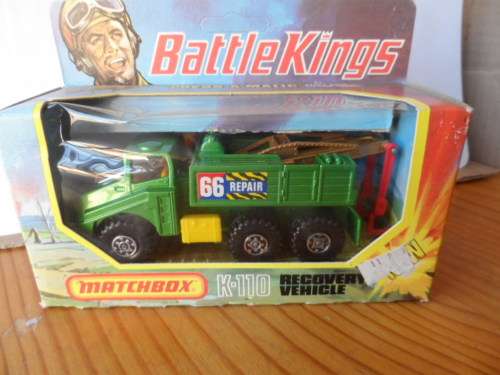 BattleKings
66 REPAIR
MATCHBOX K-110 RECOVERY
VEHICLE